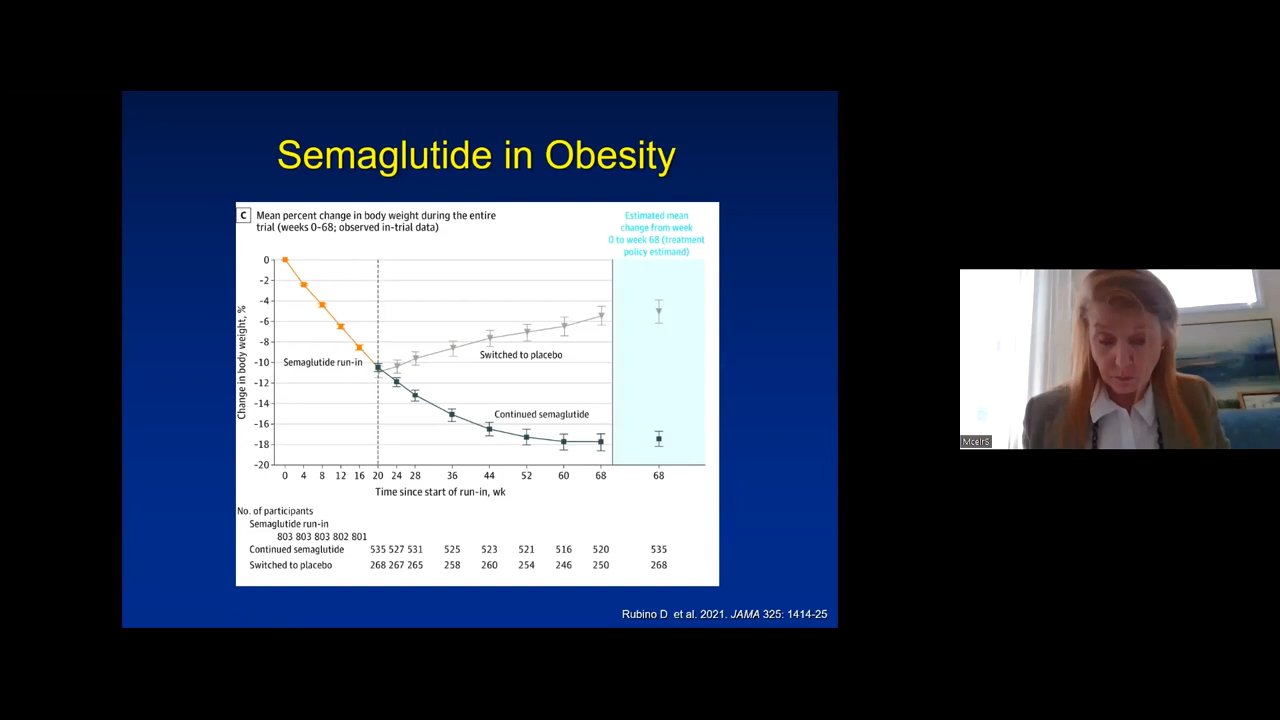 Semaglutide in Obesity
C Mean percent change in body weight during the entire
trial (weeks 0-68; observed in-trial data)
Estimated mean
change from week
0 to week 68 (treatment
policy estimand)
Change in body weight, %
0
-2
-4
-6
-8
-10
-12
-14
-16
-18
-20
Semaglutide run-in
Switched to placebo
Continued semaglutide
0 4 8 12 16 20 24 28 36 44 52 60 68 68
Time since start of run-in, wk
No. of participants
Semaglutide run-in
803 803 803 802 801
Continued semaglutide 535 527 531 525 523 521 516 520 535
Switched to placebo 268 267 265 258 260 254 246 250 268
Rubino D et al. 2021. JAMA 325: 1414-25
McelrS